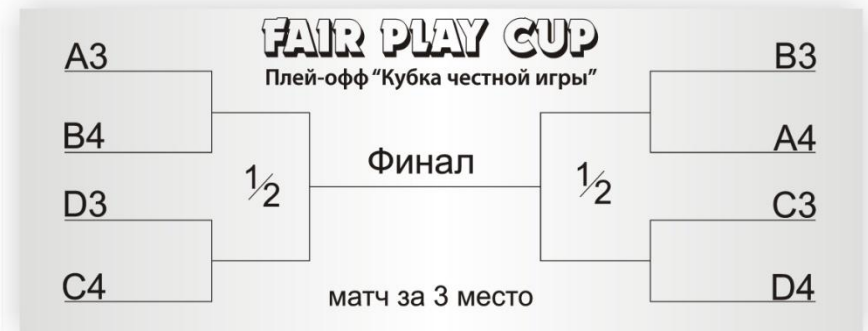 FAIR PLAY CUP
Плей-офф “Кубка честной игры”
A3
B4
D3
C4
½
Финал
½
B3
A4
C3
D4
матч за 3 место